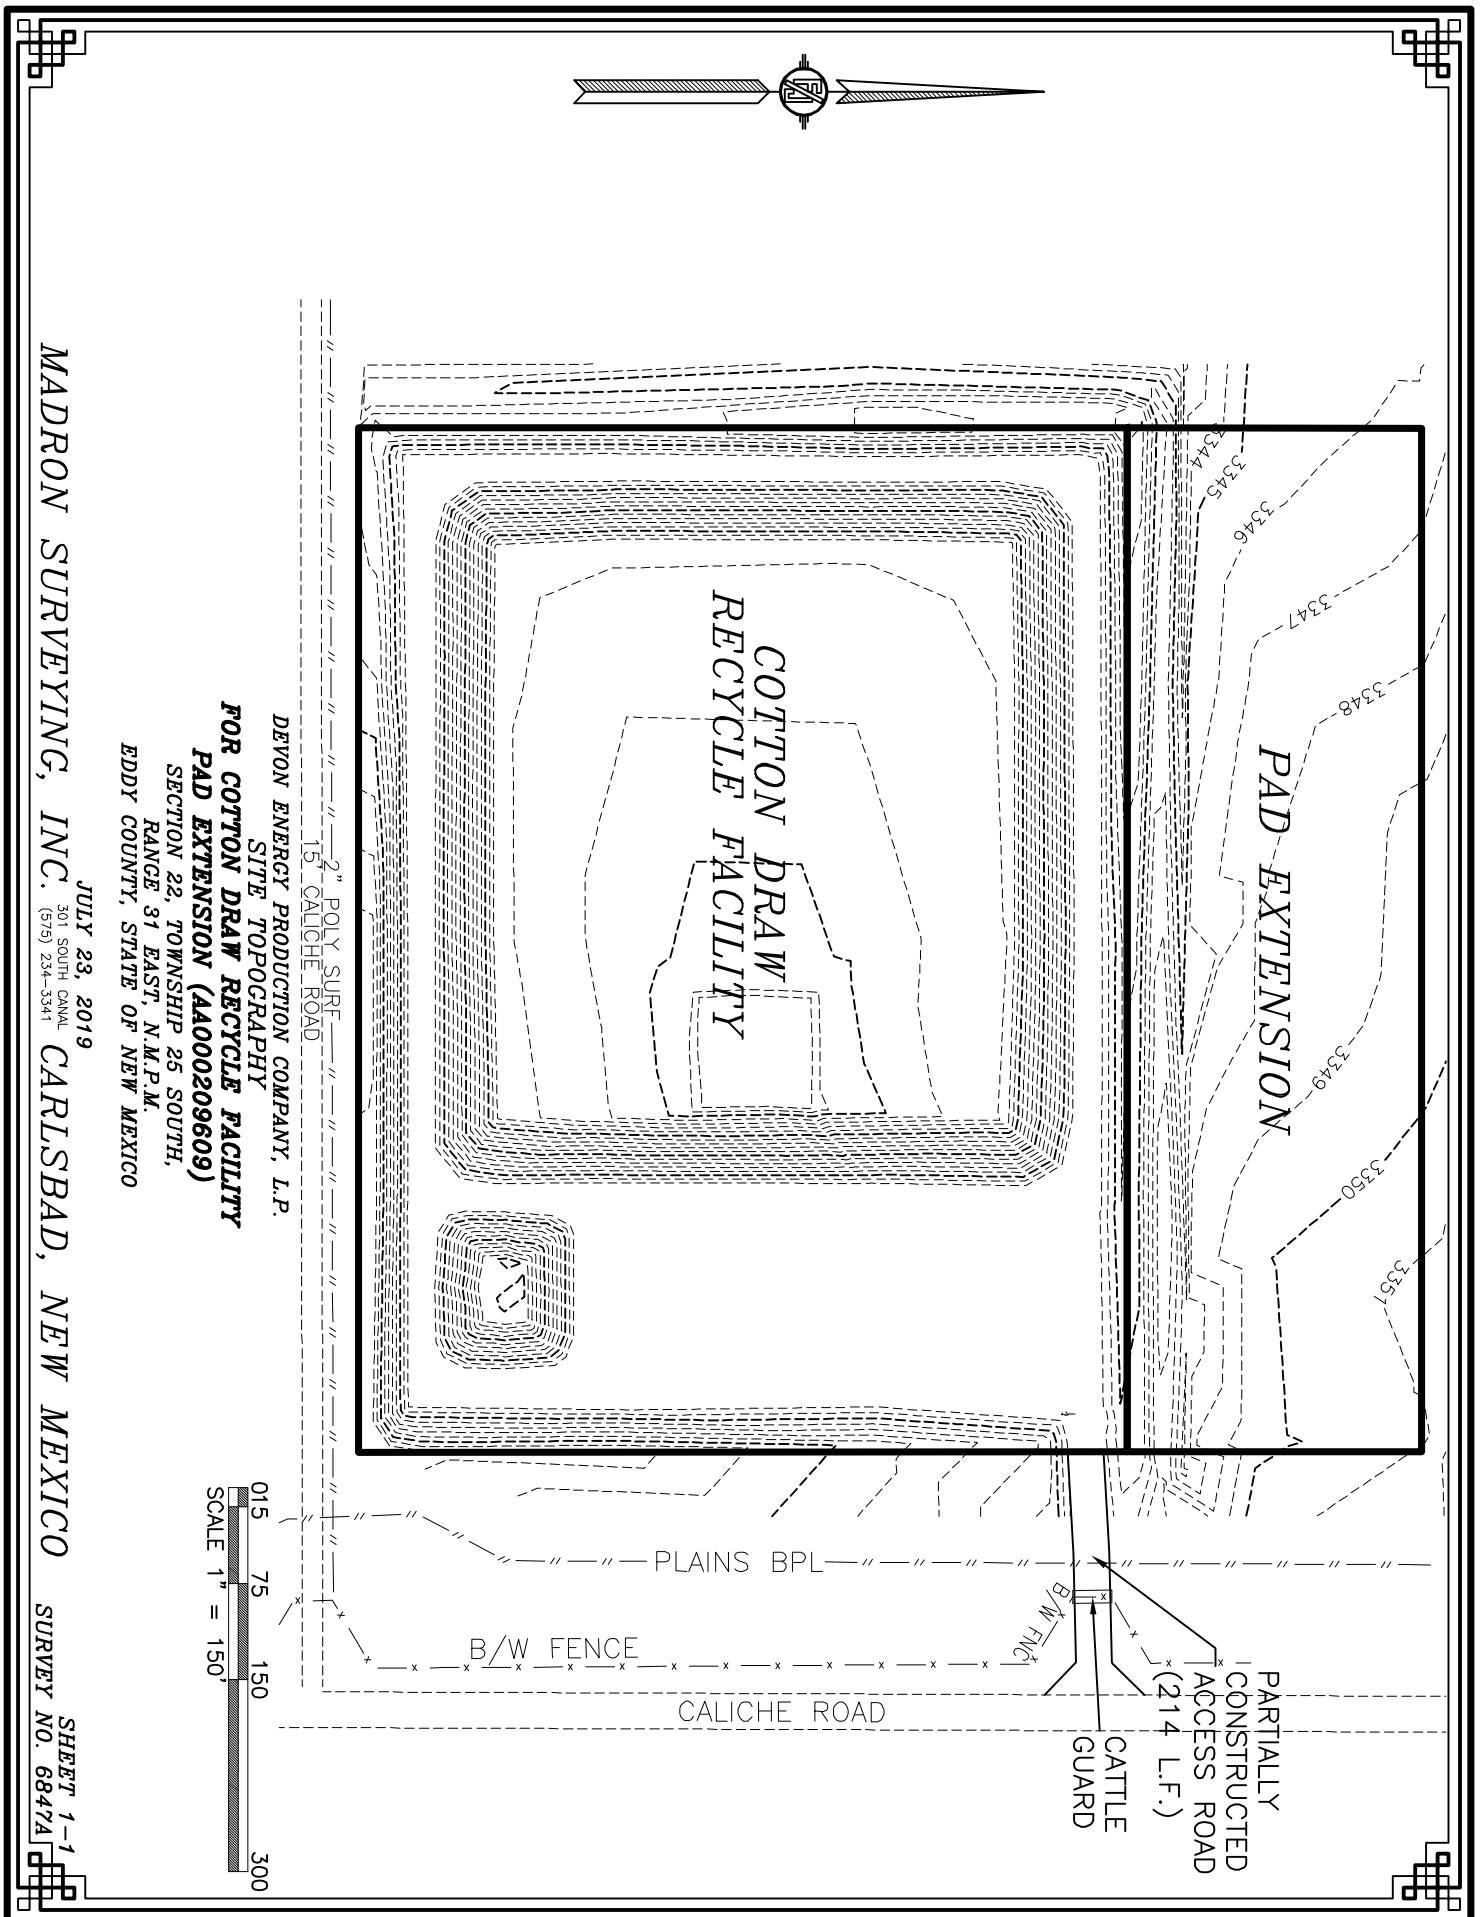 3344
3345
3346
3347
3348
3349
3350
3351
PAD EXTENSION
COTTON DRAW
RECYCLE FACILITY
PARTIALLY
CONSTRUCTED
ACCESS ROAD
(214 L.F.)
CATTLE
GUARD
B/W FNC
PLAINS BPL
B/W FENCE
CALICHE ROAD
2" POLY SURF
15' CALICHE ROAD
DEVON ENERGY PRODUCTION COMPANY, L.P.
SITE TOPOGRAPHY
FOR COTTON DRAW RECYCLE FACILITY
PAD EXTENSION (AA000209609)
SECTION 22, TOWNSHIP 25 SOUTH,
RANGE 31 EAST, N.M.P.M.
EDDY COUNTY, STATE OF NEW MEXICO
015 75 150 300
SCALE 1" = 150'
JULY 23, 2019
MADRON SURVEYING, INC. 301 SOUTH CANAL
(575) 234-3341 CARLSBAD, NEW MEXICO
SHEET 1-1
SURVEY NO. 6847A